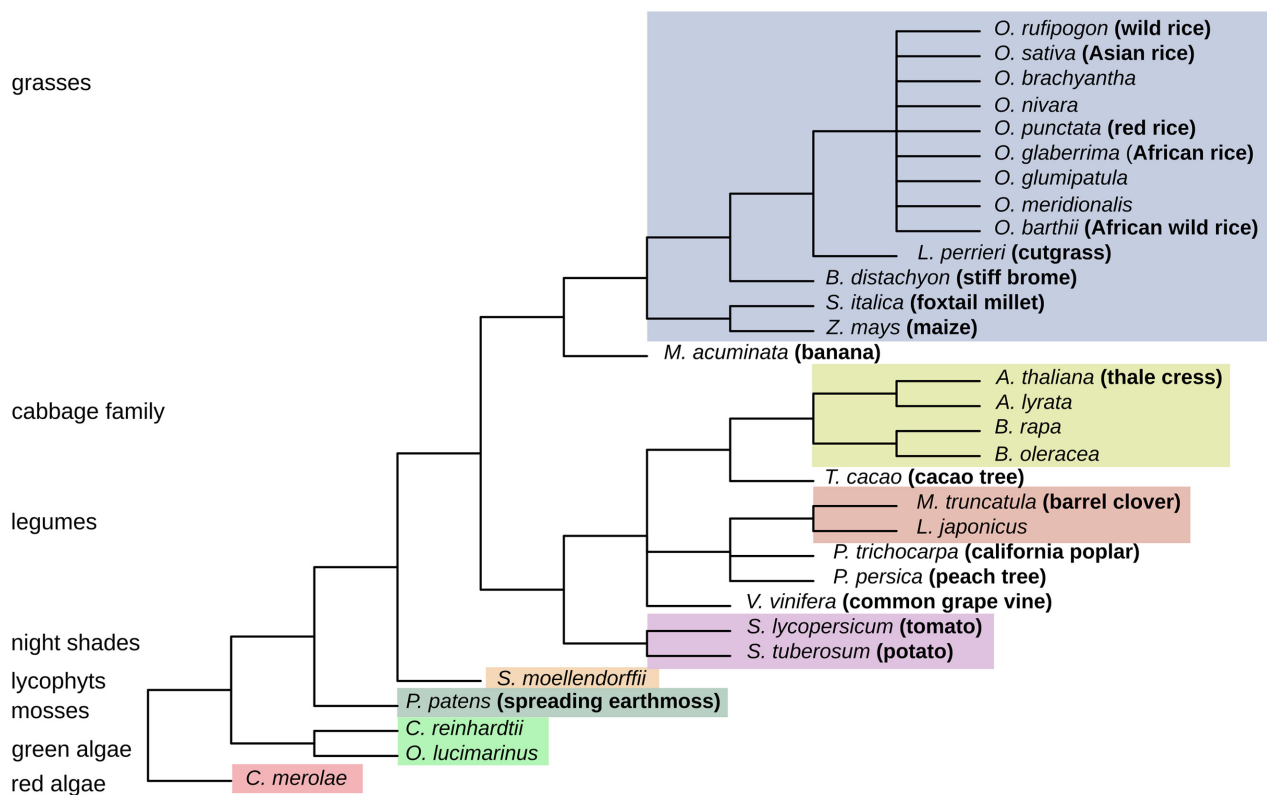 grasses
O. rufipogon (wild rice)
O. sativa (Asian rice)
O. brachyantha
O. nivara
O. punctata (red rice)
O. glaberrima (African rice)
O. glumipatula
O. meridionalis
O. barthii (African wild rice)
L. perrieri (cutgrass)
B. distachyon (stiff brome)
S. italica (foxtail millet)
Z. mays (maize)
M. acuminata (banana)
cabbage family
A. thaliana (thale cress)
A. lyrata
B. rapa
B. oleracea
T. cacao (cacao tree)
legumes
M. truncatula (barrel clover)
L. japonicus
P. trichocarpa (california poplar)
P. persica (peach tree)
V. vinifera (common grape vine)
night shades
S. lycopersicum (tomato)
S. tuberosum (potato)
lycophyts
S. moellendorffii
mosses
P. patens (spreading earthmoss)
green algae
C. reinhardtii
O. lucimarinus
red algae
C. merolae